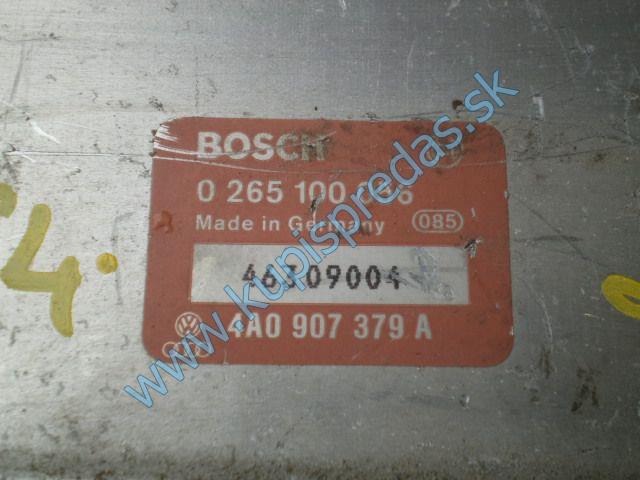 BOSCH
0 265 100
Made in Germany 085
46309004
4A0 907 379 A
www.kupispredas.sk